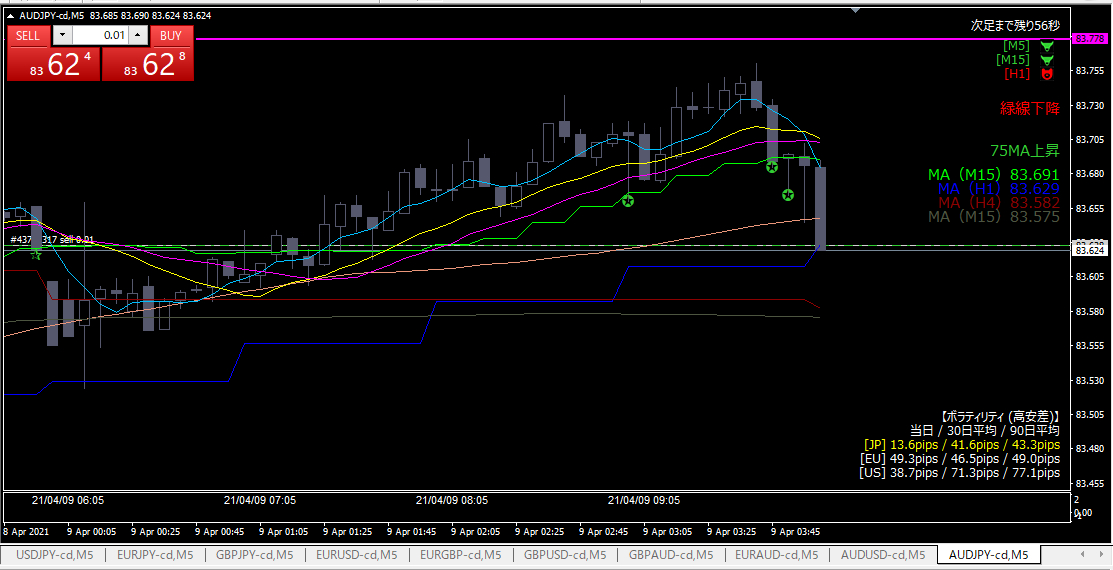 AUDJPY-cd,M5 83.685 83.690 83.624 83.624
SELL 0.01 BUY
83 62 4 83 62 8
次足まで残り56秒
[M5]
[M15]
[H1]
緑線下降
75MA上昇
MA（M15）83.691
MA（H1）83.629
MA（H4）83.582
MA（M15）83.575
sell 0.01
83.778
83.755
83.730
83.705
83.680
83.655
83.624
83.605
83.580
83.555
83.530
83.505
83.480
83.455
【ボラティリティ(高安差)】
当日 / 30日平均 / 90日平均
[JP] 13.6pips / 41.6pips / 43.3pips
[EU] 49.3pips / 46.5pips / 49.0pips
[US] 38.7pips / 71.3pips / 77.1pips
21/04/09 06:05 21/04/09 07:05 21/04/09 08:05 21/04/09 09:05
2
0.00
8 Apr 2021 9 Apr 00:05 9 Apr 00:25 9 Apr 00:45 9 Apr 01:05 9 Apr 01:25 9 Apr 01:45 9 Apr 02:05 9 Apr 02:25 9 Apr 02:45 9 Apr 03:05 9 Apr 03:25 9 Apr 03:45
USDJPY-cd,M5 EURJPY-cd,M5 GBPJPY-cd,M5 EURUSD-cd,M5 EURGBP-cd,M5 GBPUSD-cd,M5 GBPAUD-cd,M5 EURAUD-cd,M5 AUDUSD-cd,M5 AUDJPY-cd,M5